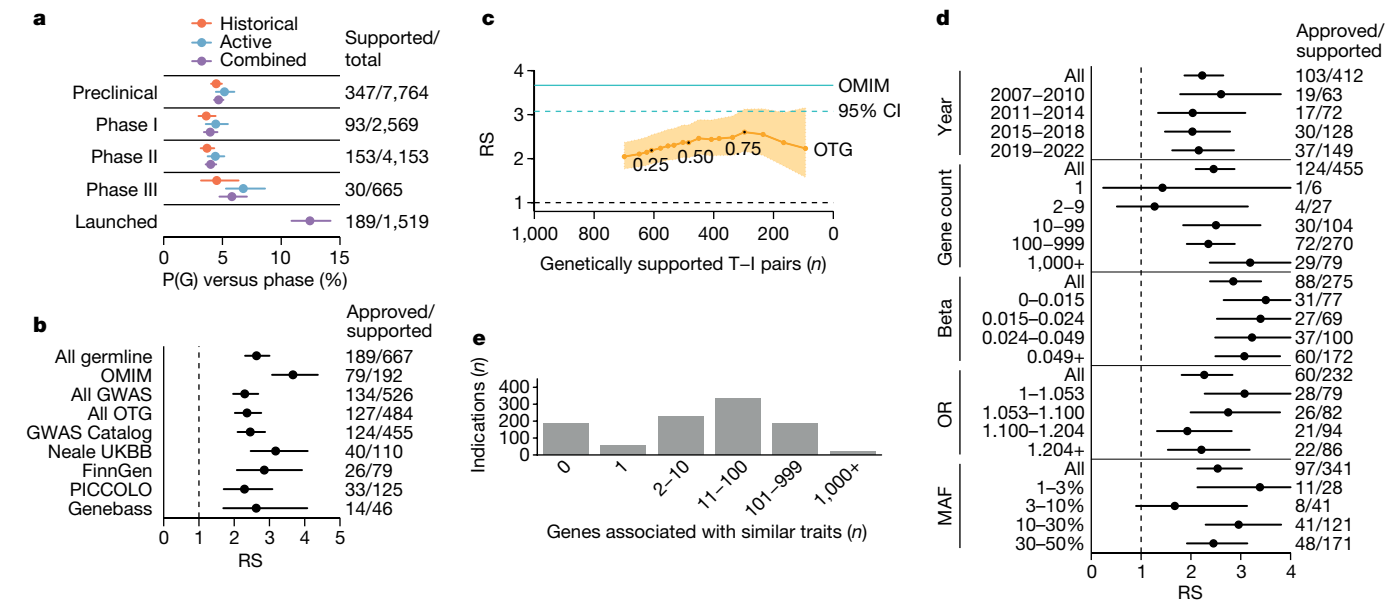 a
Historical
Active
Combined
Supported/
total
Preclinical 347/7,764
Phase I 93/2,569
Phase II 153/4,153
Phase III 30/665
Launched 189/1,519
0 5 10 15
P(G) versus phase (%)
b
Approved/
supported
All germline 189/667
OMIM 79/192
All GWAS 134/526
All OTG 127/484
GWAS Catalog 124/455
Neale UKBB 40/110
FinnGen 26/79
PICCOLO 33/125
Genebass 14/46
0 1 2 3 4 5
RS
c
4
3
2
1
RS
OMIM
95% CI
OTG
0.25 0.50 0.75
1,000 800 600 400 200 0
Genetically supported T–I pairs (n)
e
Indications (n)
400
300
200
100
0
0 1 2–10 11–100 101–999 1,000+
Genes associated with similar traits (n)
d
Approved/
supported
Year
All 103/412
2007–2010 19/63
2011–2014 17/72
2015–2018 30/128
2019–2022 37/149
Gene count
All 124/455
1 1/6
2–9 4/27
10–99 30/104
100–999 72/270
1,000+ 29/79
Beta
All 88/275
0–0.015 31/77
0.015–0.024 27/69
0.024–0.049 37/100
0.049+ 60/172
OR
All 60/232
1–1.053 28/79
1.053–1.100 26/82
1.100–1.204 21/94
1.204+ 22/86
MAF
All 97/341
1–3% 11/28
3–10% 8/41
10–30% 41/121
30–50% 48/171
0 1 2 3 4
RS